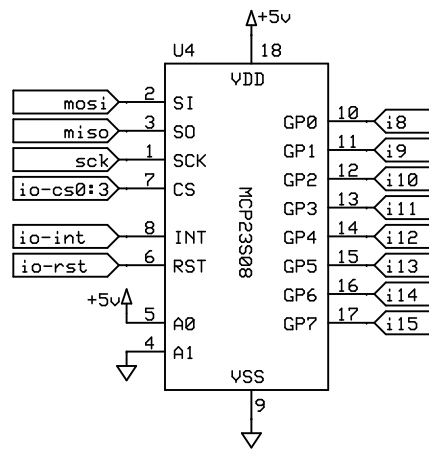 +5v
U4
18
VDD
mosi 2 SI
miso 3 SO
sck 1 SCK
io-cs0:3 7 CS
io-int 8 INT
io-rst 6 RST
+5v
5 A0
4 A1
MCP23S08
GP0 10 i8
GP1 11 i9
GP2 12 i10
GP3 13 i11
GP4 14 i12
GP5 15 i13
GP6 16 i14
GP7 17 i15
VSS
9